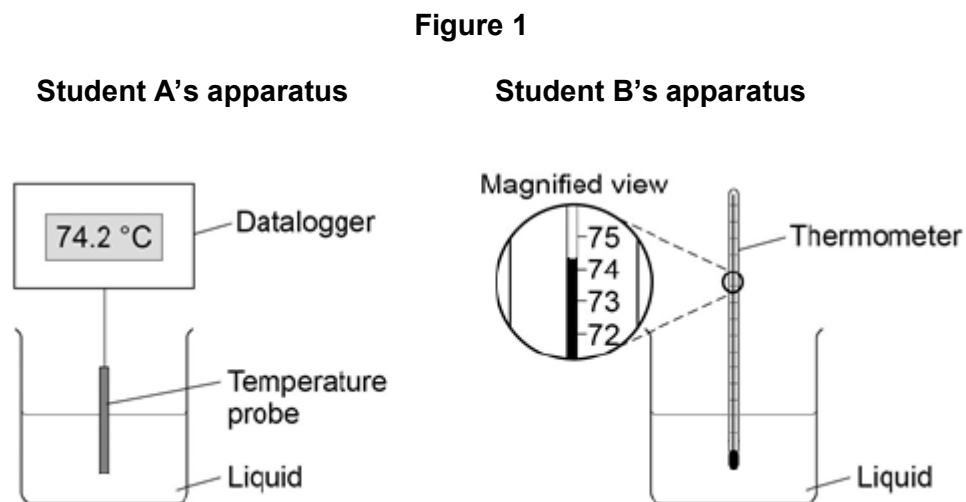 Figure 1
Student A’s apparatus
Student B’s apparatus
74.2 °C
Datalogger
Temperature
probe
Liquid
Magnified view
75
74
73
72
Thermometer
Liquid